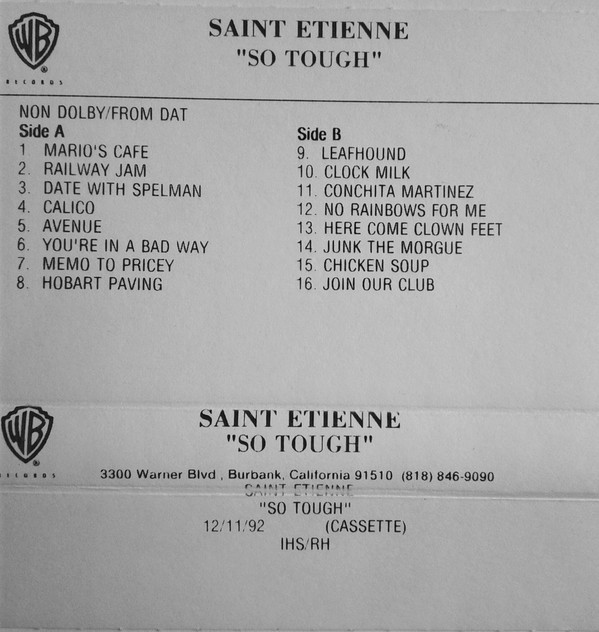 WB
RECORDS
SAINT ETIENNE
"SO TOUGH"
NON DOLBY/FROM DAT
Side A
1. MARIO'S CAFE
2. RAILWAY JAM
3. DATE WITH SPELMAN
4. CALICO
5. AVENUE
6. YOU'RE IN A BAD WAY
7. MEMO TO PRICEY
8. HOBART PAVING
Side B
9. LEAFHOUND
10. CLOCK MILK
11. CONCHITA MARTINEZ
12. NO RAINBOWS FOR ME
13. HERE COME CLOWN FEET
14. JUNK THE MORGUE
15. CHICKEN SOUP
16. JOIN OUR CLUB
WB
RECORDS
SAINT ETIENNE
"SO TOUGH"
3300 Warner Blvd., Burbank, California 91510 (818) 846-9090
SAINT ETIENNE
"SO TOUGH"
12/11/92 (CASSETTE)
IHS/RH